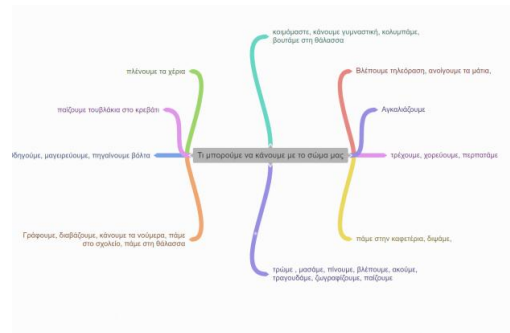 κοιμόμαστε, κάνουμε γυμναστική, κολυμπάμε,
βουτάμε στη θάλασσα
πλένουμε τα χέρια
Βλέπουμε τηλεόραση, ανοίγουμε τα μάτια,
παίζουμε τουβλάκια στο κρεβάτι
Αγκαλιάζουμε
δηγούμε, μαγειρεύουμε, πηγαίνουμε βόλτα
Τι μπορούμε να κάνουμε με το σώμα μας
τρέχουμε, χορεύουμε, περπατάμε
Γράφουμε, διαβάζουμε, κάνουμε τα νούμερα, πάμε
στο σχολείο, πάμε στη θάλασσα
πάμε στην καφετέρια, διψάμε,
τρώμε , μασάμε, πίνουμε, βλέπουμε, ακούμε,
τραγουδάμε, ζωγραφίζουμε, παίζουμε